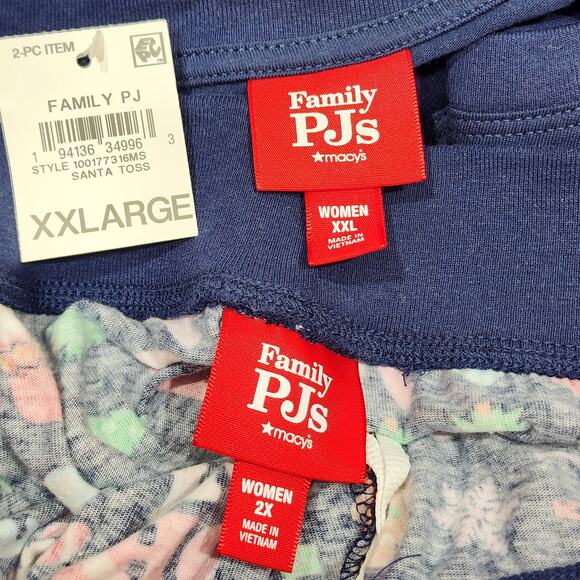 2-PC ITEM
EPC
FAMILY PJ
1 94136 34996 3
STYLE 100177316MS
SANTA TOSS
XXLARGE
Family
PJs
★macy's
WOMEN
XXL
MADE IN
VIETNAM
Family
PJs
★macy's
WOMEN
2X
MADE IN
VIETNAM